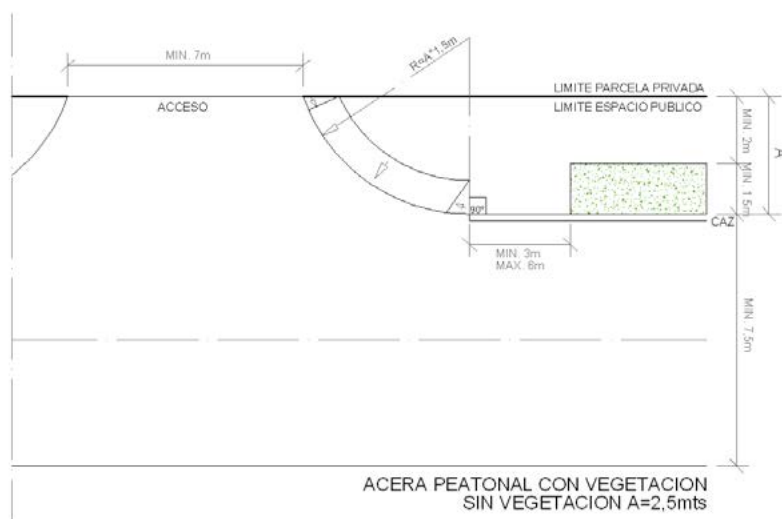 MIN. 7m
R=A*1,5m
LIMITE PARCELA PRIVADA
ACCESO
LIMITE ESPACIO PUBLICO
MIN. 2m
A
MIN. 1.5m
90°
CAZ
MIN. 3m
MAX. 6m
MIN. 7,5m
ACERA PEATONAL CON VEGETACION
SIN VEGETACION A=2,5mts